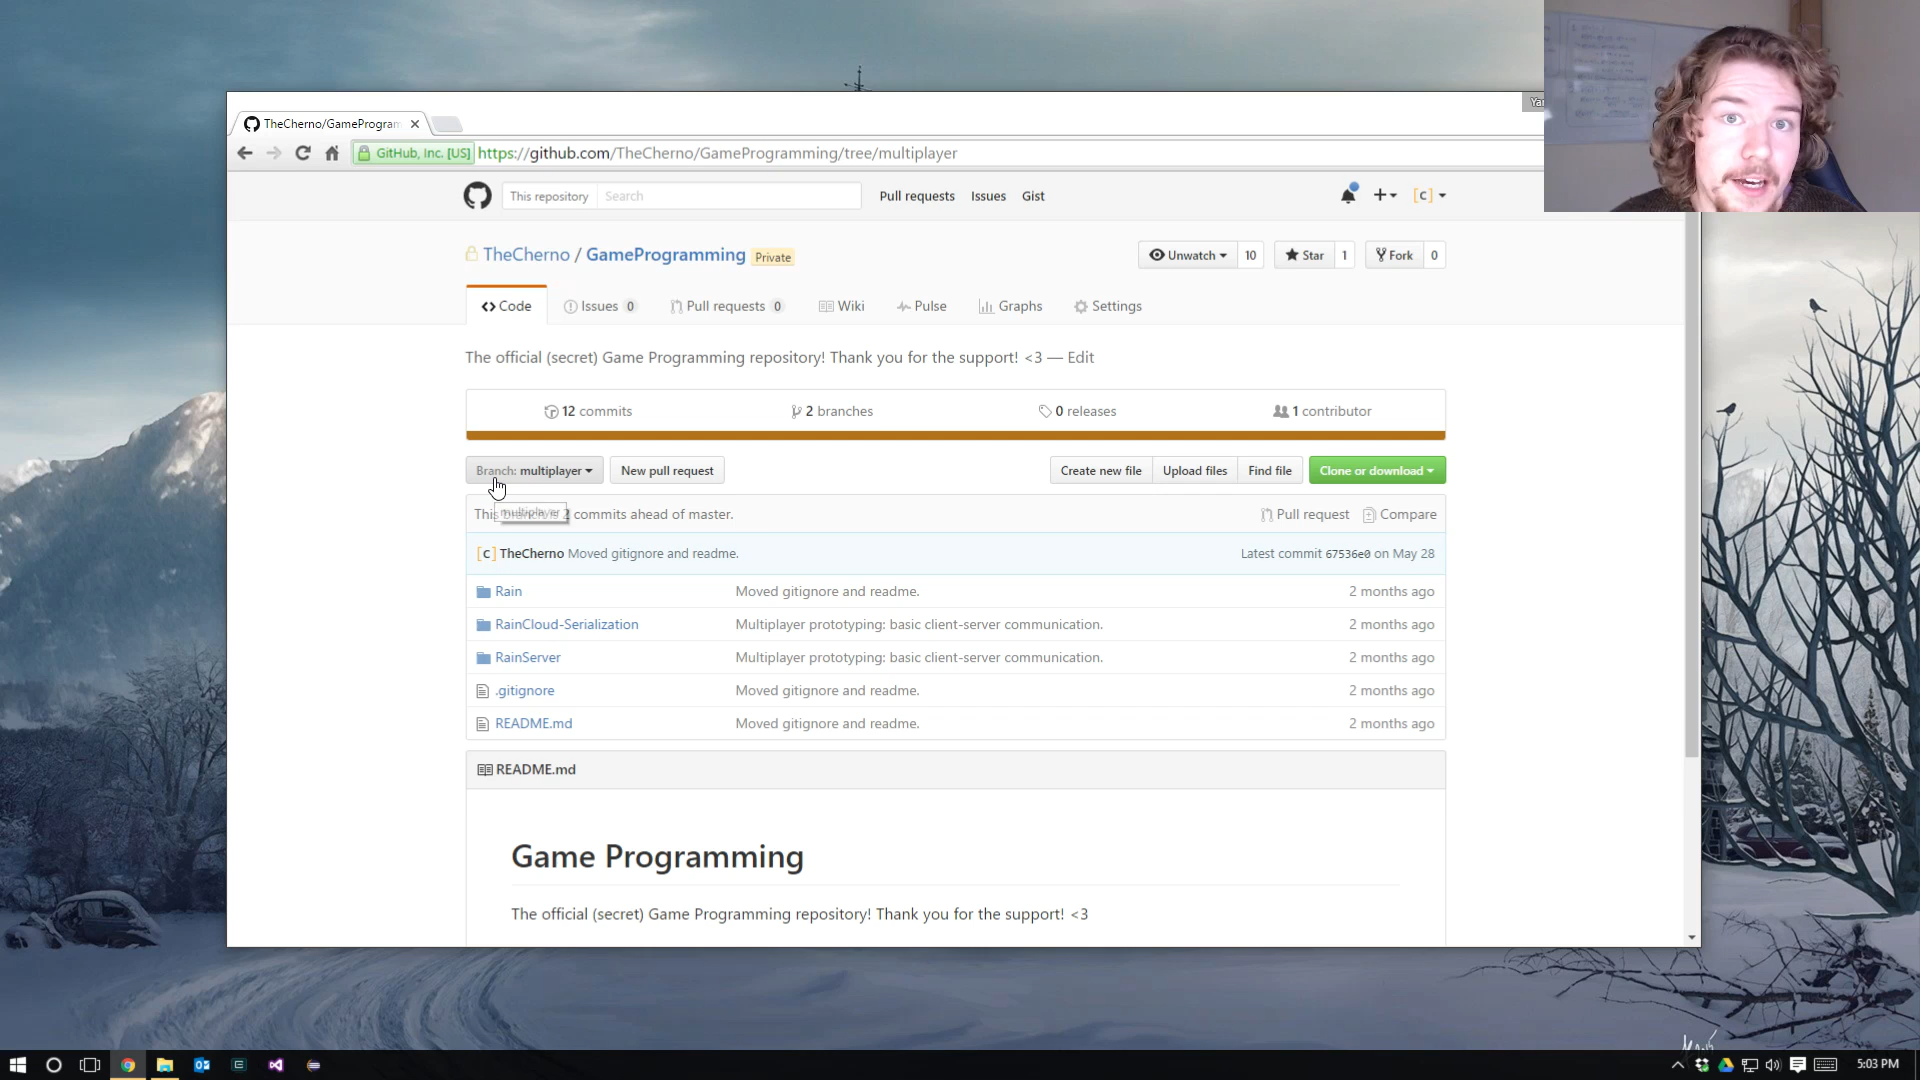 TheCherno/GameProgram
Ya
GitHub, Inc. [US] https://github.com/TheCherno/GameProgramming/tree/multiplayer
This repository Search Pull requests Issues Gist [c]
TheCherno / GameProgramming Private Unwatch 10 Star 1 Fork 0
Code Issues 0 Pull requests 0 Wiki Pulse Graphs Settings
The official (secret) Game Programming repository! Thank you for the support! <3 — Edit
12 commits 2 branches 0 releases 1 contributor
Branch: multiplayer New pull request Create new file Upload files Find file Clone or download
This branch is 2 commits ahead of master. Pull request Compare
multiplayer
[c] TheCherno Moved gitignore and readme. Latest commit 67536e0 on May 28
Rain Moved gitignore and readme. 2 months ago
RainCloud-Serialization Multiplayer prototyping: basic client-server communication. 2 months ago
RainServer Multiplayer prototyping: basic client-server communication. 2 months ago
.gitignore Moved gitignore and readme. 2 months ago
README.md Moved gitignore and readme. 2 months ago
README.md
Game Programming
The official (secret) Game Programming repository! Thank you for the support! <3
5:03 PM